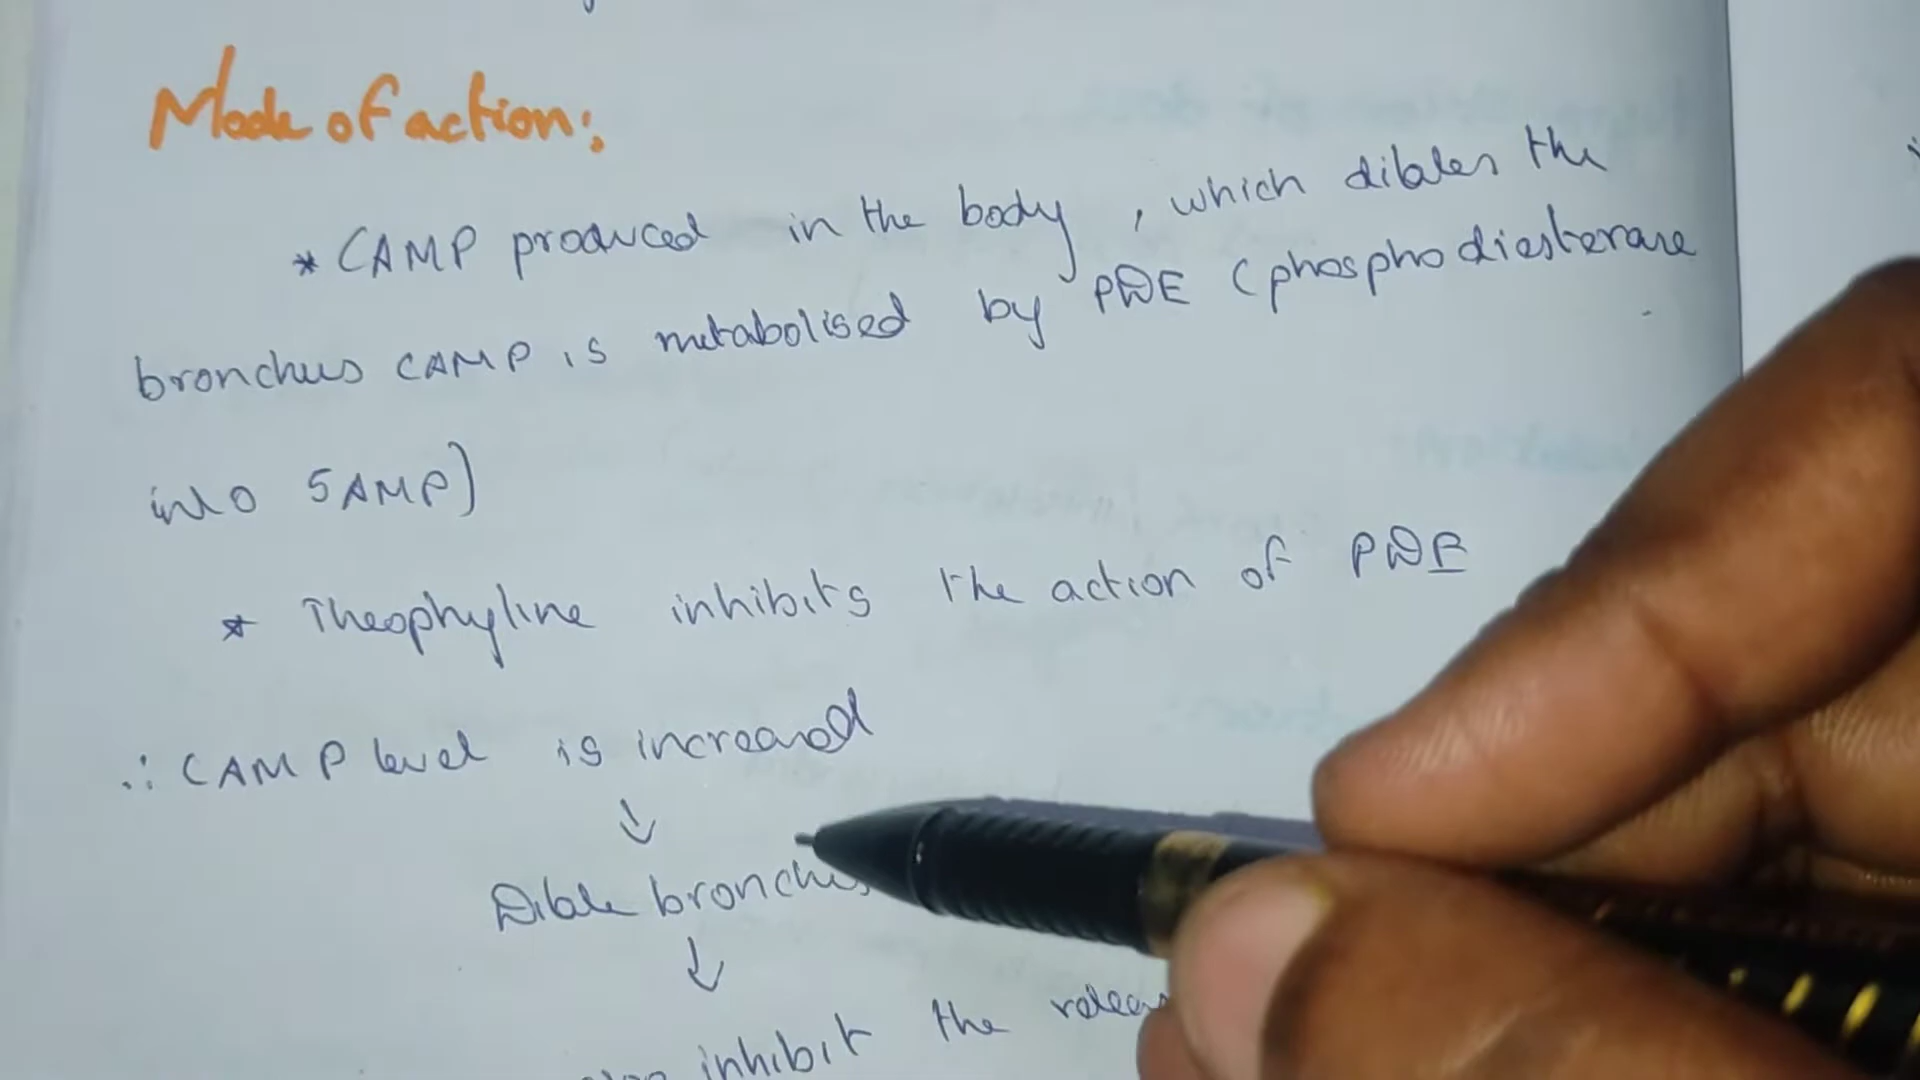 Mode of action:
* CAMP produced in the body, which dilates the
bronchus CAMP is metabolised by PDE (phosphodiesterase
into 5AMP)
* Theophyline inhibits the action of PDE
∴ CAMP level is increased
↓
Dilate bronchus
↓
inhibit the